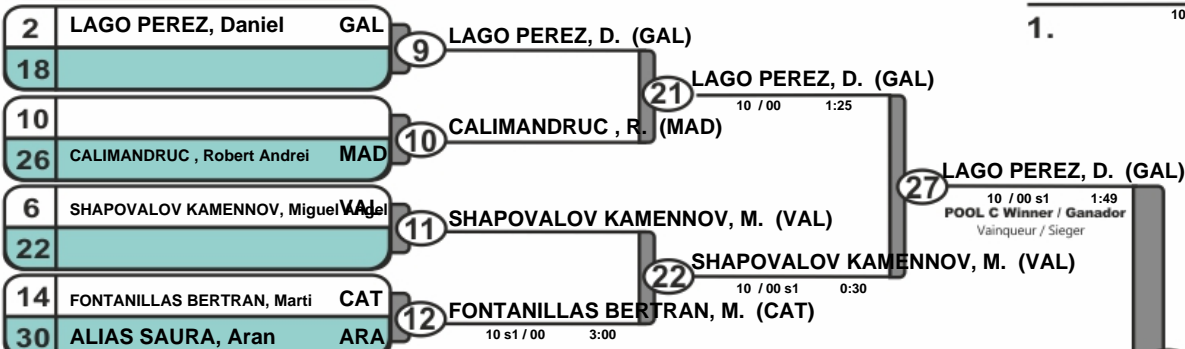 2 LAGO PEREZ, Daniel GAL
18
9
LAGO PEREZ, D. (GAL)
10
26 CALIMANDRUC , Robert Andrei MAD
10
CALIMANDRUC , R. (MAD)
21
LAGO PEREZ, D. (GAL)
10 / 00 1:25
6 SHAPOVALOV KAMENNOV, Miguel Angel VAL
22
11
SHAPOVALOV KAMENNOV, M. (VAL)
14 FONTANILLAS BERTRAN, Marti CAT
30 ALIAS SAURA, Aran ARA
12
FONTANILLAS BERTRAN, M. (CAT)
10 s1 / 00 3:00
22
SHAPOVALOV KAMENNOV, M. (VAL)
10 / 00 s1 0:30
27
LAGO PEREZ, D. (GAL)
10 / 00 s1 1:49
POOL C Winner / Ganador
Vainqueur / Sieger
10
1.